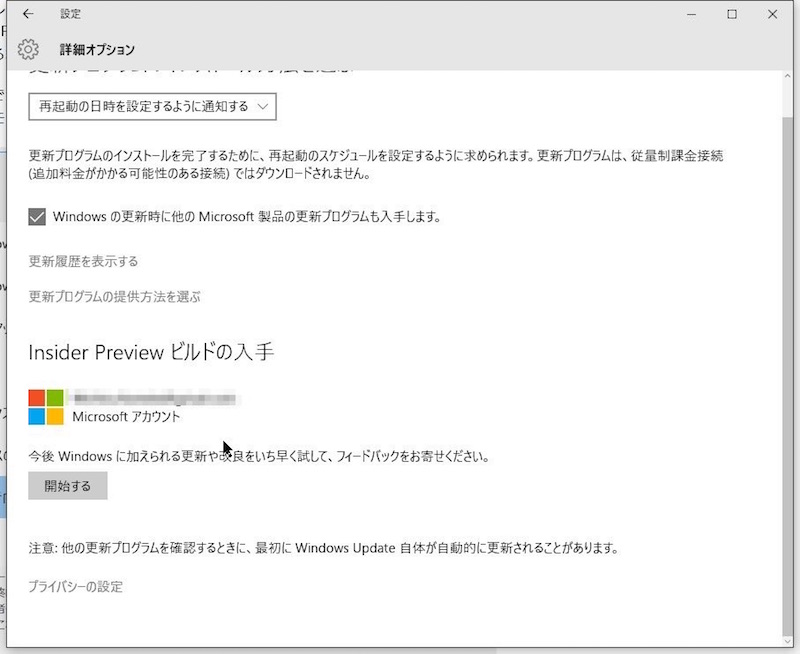 設定
詳細オプション
再起動の日時を設定するように通知する
更新プログラムのインストールを完了するために、再起動のスケジュールを設定するように求められます。更新プログラムは、従量制課金接続
(追加料金がかかる可能性のある接続) ではダウンロードされません。
Windows の更新時に他の Microsoft 製品の更新プログラムも入手します。
更新履歴を表示する
更新プログラムの提供方法を選ぶ
Insider Preview ビルドの入手
Microsoft アカウント
今後 Windows に加えられる更新や改良をいち早く試して、フィードバックをお寄せください。
開始する
注意: 他の更新プログラムを確認するときに、最初に Windows Update 自体が自動的に更新されることがあります。
プライバシーの設定